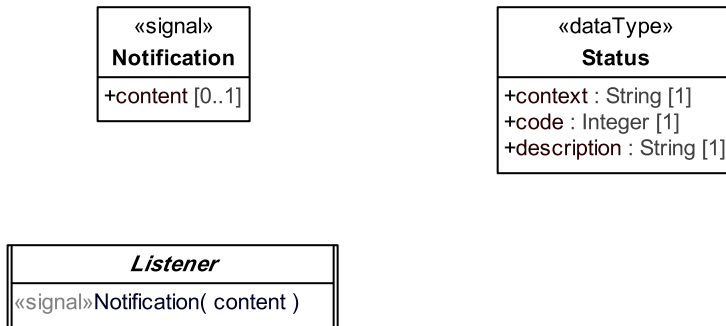 «signal»
Notification
+content [0..1]
«dataType»
Status
+context : String [1]
+code : Integer [1]
+description : String [1]
Listener
«signal»Notification( content )